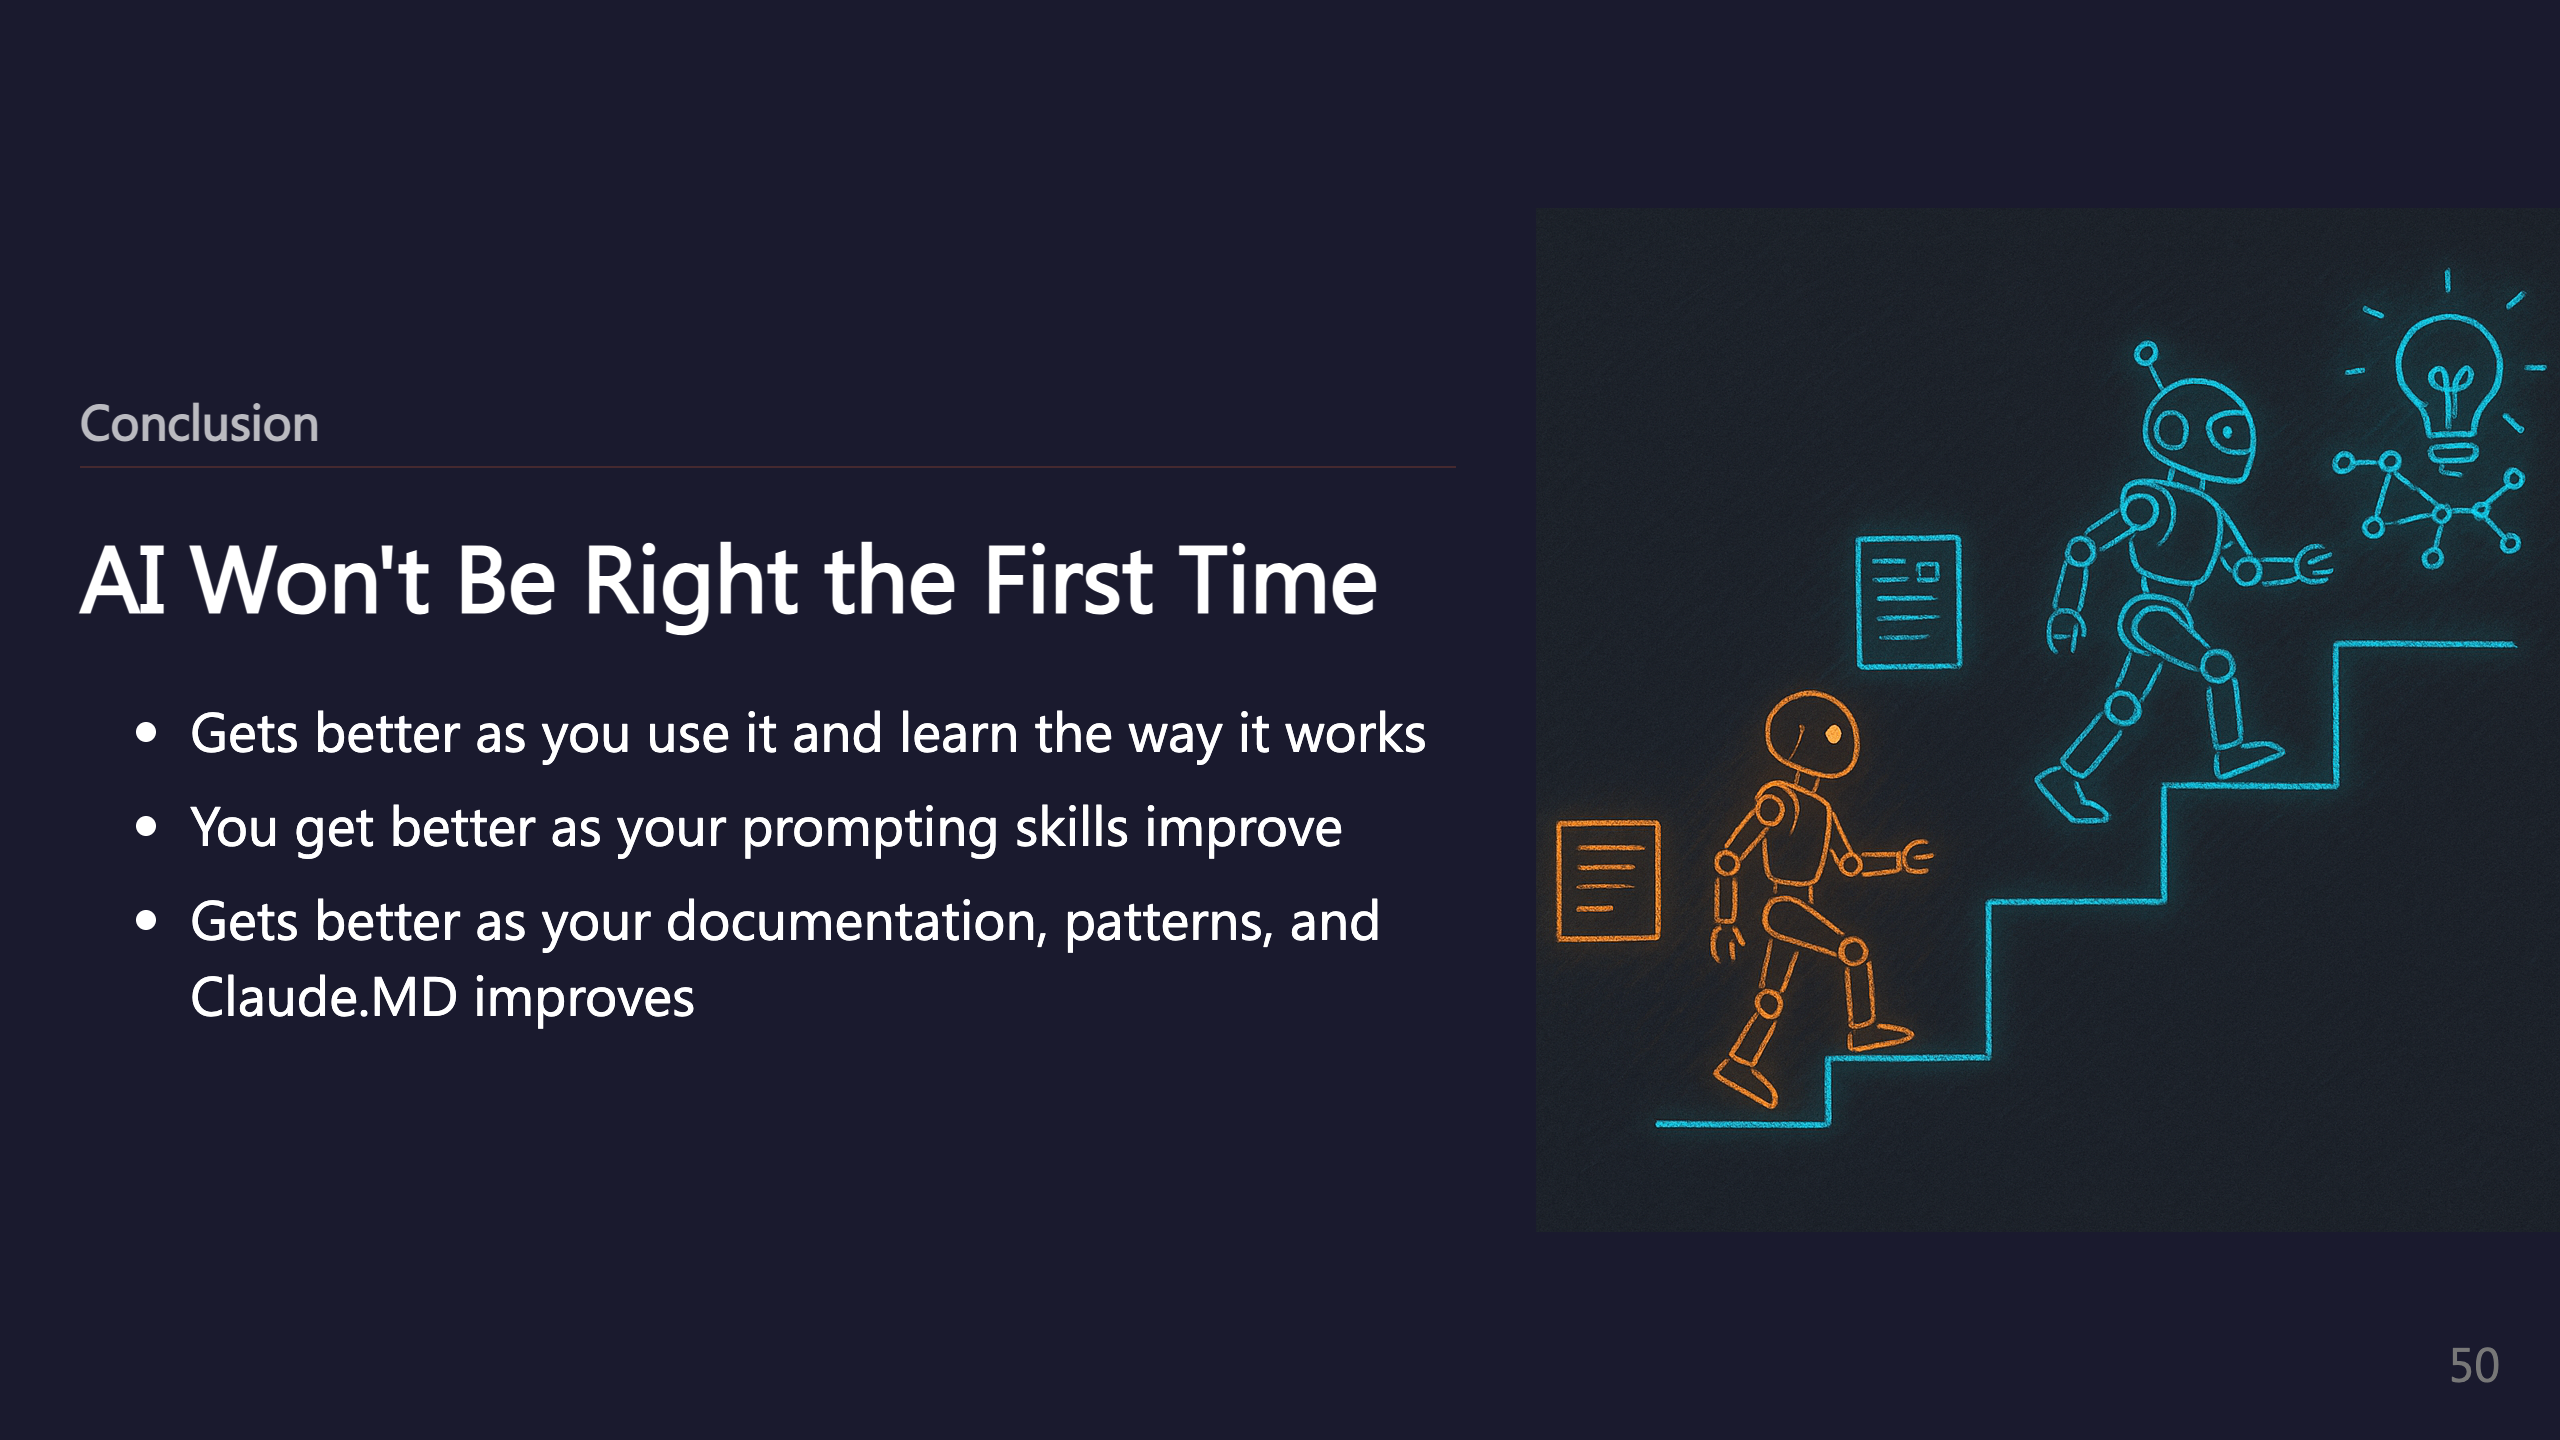 Conclusion
AI Won't Be Right the First Time
• Gets better as you use it and learn the way it works
• You get better as your prompting skills improve
• Gets better as your documentation, patterns, and
Claude.MD improves
50